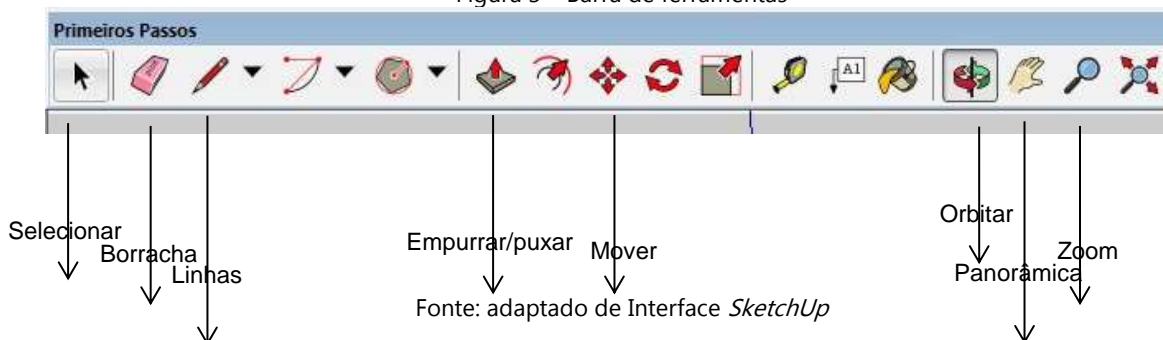 Figura 3 – Barra de ferramentas
Primeiros Passos
A1
Selecionar
Borracha
Linhas
Empurrar/puxar
Mover
Orbitar
Panorâmica
Zoom
Fonte: adaptado de Interface SketchUp